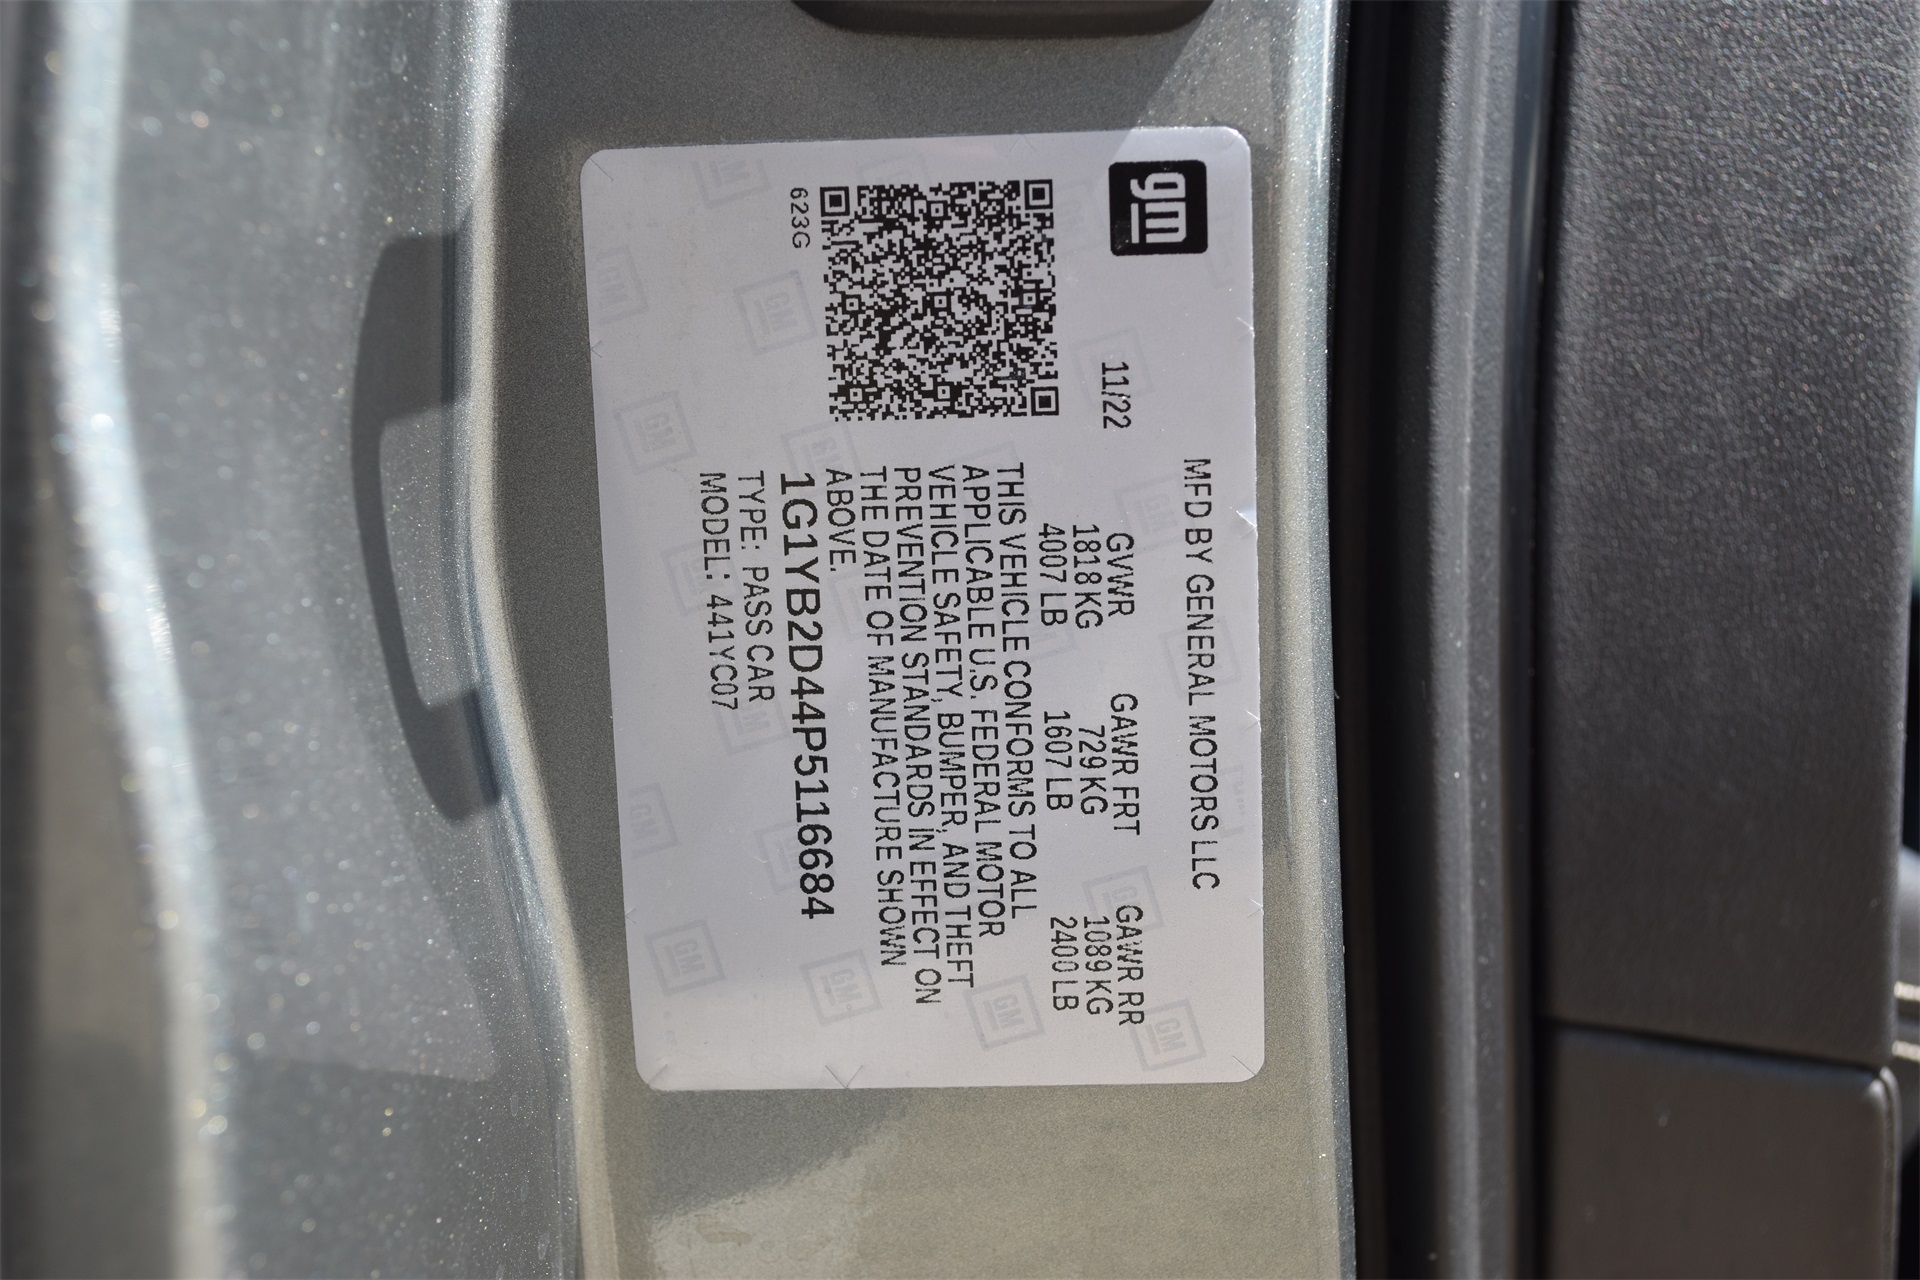 gm
MFD BY GENERAL MOTORS LLC
11/22
GVWR GAWR FRT GAWR RR
1818 KG 729 KG 1089 KG
4007 LB 1607 LB 2400 LB
THIS VEHICLE CONFORMS TO ALL
APPLICABLE U.S. FEDERAL MOTOR
VEHICLE SAFETY, BUMPER, AND THEFT
PREVENTION STANDARDS IN EFFECT ON
THE DATE OF MANUFACTURE SHOWN
ABOVE.
1G1YB2D44P5116684
TYPE: PASS CAR
MODEL: 441YC07
623G